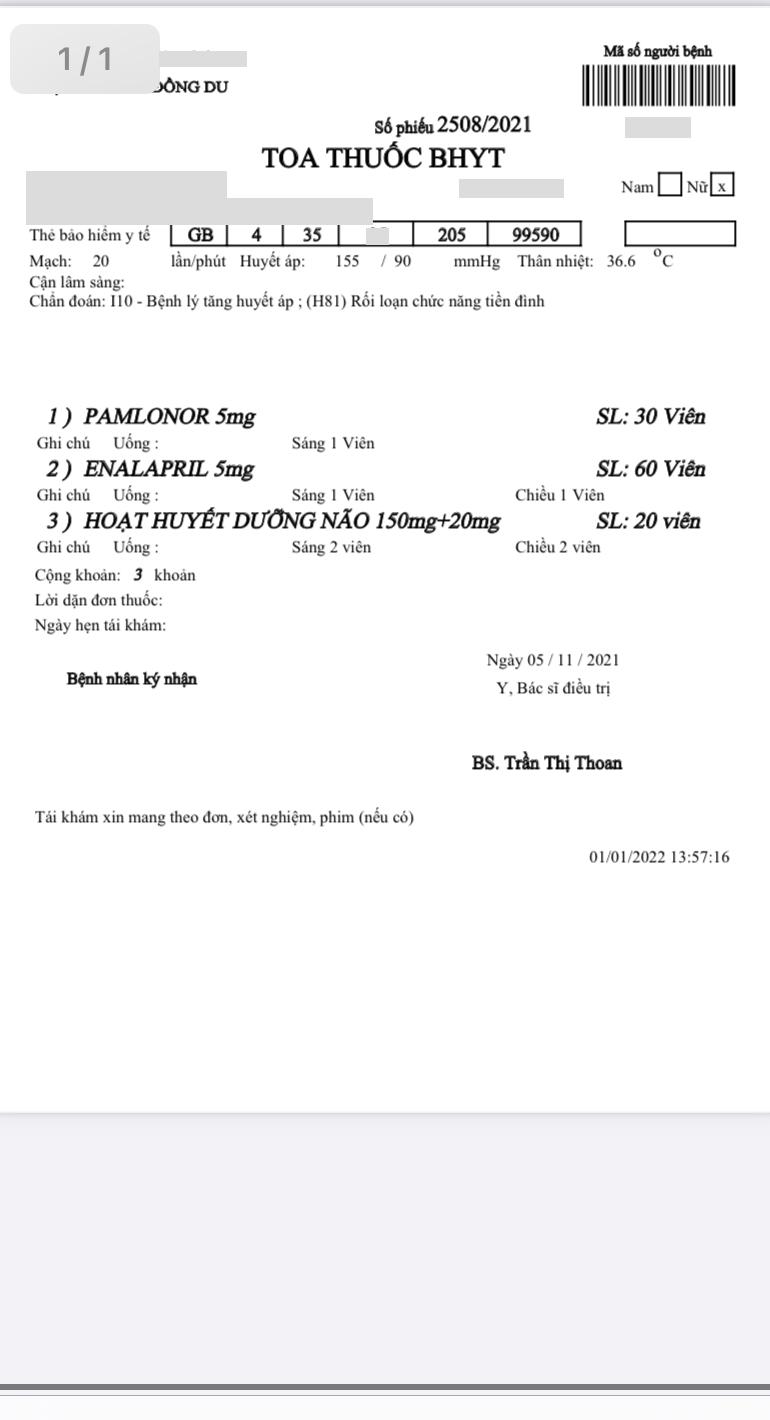 1/1
Mã số người bệnh
ĐÔNG DU
Số phiếu 2508/2021
TOA THUỐC BHYT
Nam Nữ x
Thẻ bảo hiểm y tế GB 4 35 205 99590
Mạch: 20 lần/phút Huyết áp: 155 / 90 mmHg Thân nhiệt: 36.6 °C
Cận lâm sàng:
Chẩn đoán: I10 - Bệnh lý tăng huyết áp ; (H81) Rối loạn chức năng tiền đình
1 ) PAMLONOR 5mg SL: 30 Viên
Ghi chú Uống : Sáng 1 Viên
2 ) ENALAPRIL 5mg SL: 60 Viên
Ghi chú Uống : Sáng 1 Viên Chiều 1 Viên
3 ) HOẠT HUYẾT DƯỠNG NÃO 150mg+20mg SL: 20 viên
Ghi chú Uống : Sáng 2 viên Chiều 2 viên
Cộng khoản: 3 khoản
Lời dặn đơn thuốc:
Ngày hẹn tái khám:
Ngày 05 / 11 / 2021
Bệnh nhân ký nhận
Y, Bác sĩ điều trị
BS. Trần Thị Thoan
Tái khám xin mang theo đơn, xét nghiệm, phim (nếu có)
01/01/2022 13:57:16